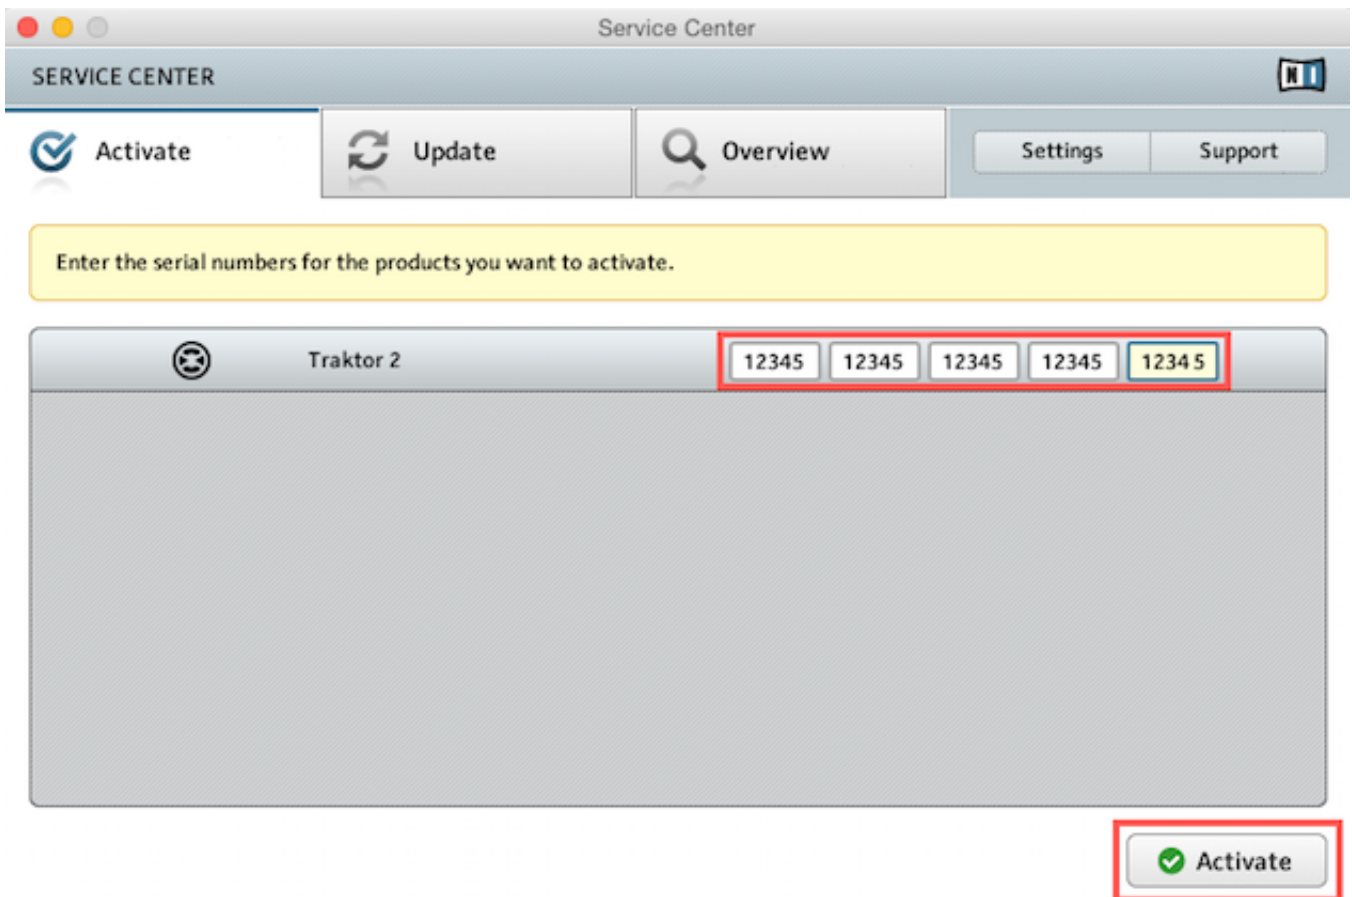 Service Center
SERVICE CENTER NI
Activate Update Overview Settings Support
Enter the serial numbers for the products you want to activate.
Traktor 2 12345 12345 12345 12345 12345
Activate